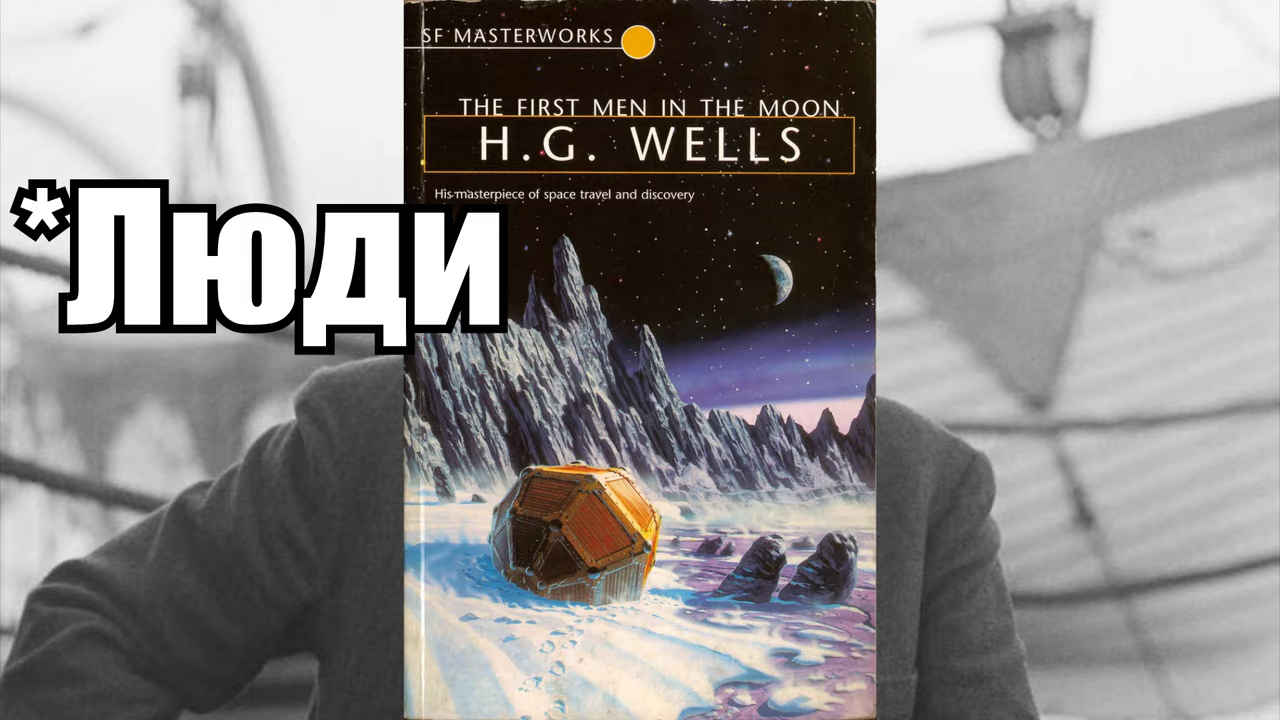 SF MASTERWORKS
THE FIRST MEN IN THE MOON
H.G. WELLS
His masterpiece of space travel and discovery
*Люди